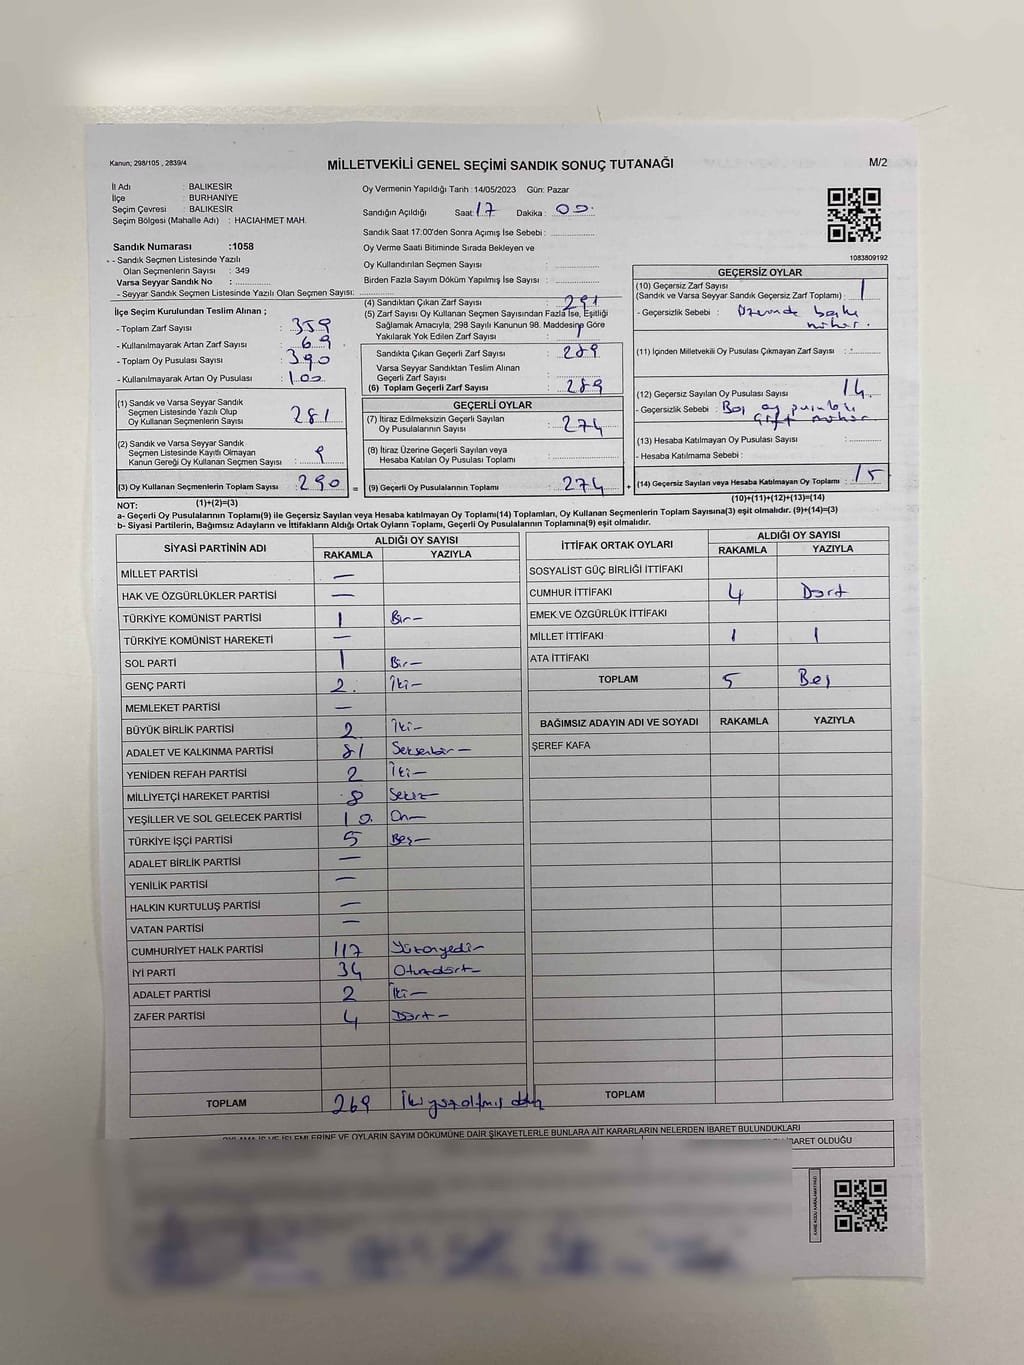 Kanun; 298/105 , 2839/4
MİLLETVEKİLİ GENEL SEÇİMİ SANDIK SONUÇ TUTANAĞI
M/2
İl Adı : BALIKESİR
İlçe : BURHANİYE
Seçim Çevresi : BALIKESİR
Seçim Bölgesi (Mahalle Adı) : HACIAHMET MAH.
Oy Vermenin Yapıldığı Tarih : 14/05/2023 Gün: Pazar
Sandığın Açıldığı Saat: 17 Dakika : 00
Sandık Saat 17:00'den Sonra Açımış İse Sebebi :
Oy Verme Saati Bitiminde Sırada Bekleyen ve
Oy Kullandırılan Seçmen Sayısı :
Birden Fazla Sayım Döküm Yapılmış İse Sayısı :
1083809192
Sandık Numarası :1058
- Sandık Seçmen Listesinde Yazılı
Olan Seçmenlerin Sayısı : 349
Varsa Seyyar Sandık No :
- Seyyar Sandık Seçmen Listesinde Yazılı Olan Seçmen Sayısı:
İlçe Seçim Kurulundan Teslim Alınan ;
- Toplam Zarf Sayısı : 359
- Kullanılmayarak Artan Zarf Sayısı : 69
- Toplam Oy Pusulası Sayısı : 390
- Kullanılmayarak Artan Oy Pusulası : 100
(1) Sandık ve Varsa Seyyar Sandık
Seçmen Listesinde Yazılı Olup
Oy Kullanan Seçmenlerin Sayısı : 281
(2) Sandık ve Varsa Seyyar Sandık
Seçmen Listesinde Kayıtlı Olmayan
Kanun Gereği Oy Kullanan Seçmen Sayısı : 9
(3) Oy Kullanan Seçmenlerin Toplam Sayısı : 290
(4) Sandıktan Çıkan Zarf Sayısı : 291
(5) Zarf Sayısı Oy Kullanan Seçmen Sayısından Fazla İse, Eşitliği
Sağlamak Amacıyla, 298 Sayılı Kanunun 98. Maddesine Göre
Yakılarak Yok Edilen Zarf Sayısı : 1
Sandıkta Çıkan Geçerli Zarf Sayısı : 289
Varsa Seyyar Sandıktan Teslim Alınan
Geçerli Zarf Sayısı :
(6) Toplam Geçerli Zarf Sayısı : 289
GEÇERLİ OYLAR
(7) İtiraz Edilmeksizin Geçerli Sayılan
Oy Pusulalarının Sayısı : 274
(8) İtiraz Üzerine Geçerli Sayılan veya
Hesaba Katılan Oy Pusulası Toplamı :
= (9) Geçerli Oy Pusulalarının Toplamı : 274
GEÇERSİZ OYLAR
(10) Geçersiz Zarf Sayısı
(Sandık ve Varsa Seyyar Sandık Geçersiz Zarf Toplamı) : 1
- Geçersizlik Sebebi : Üzerinde başka
mühür.
(11) İçinden Milletvekili Oy Pusulası Çıkmayan Zarf Sayısı :
(12) Geçersiz Sayılan Oy Pusulası Sayısı : 14
- Geçersizlik Sebebi : Boş oy pusulası
çift mühür
(13) Hesaba Katılmayan Oy Pusulası Sayısı :
- Hesaba Katılmama Sebebi :
+ (14) Geçersiz Sayılan veya Hesaba Katılmayan Oy Toplamı : 15
NOT: (1)+(2)=(3)
(10)+(11)+(12)+(13)=(14)
a- Geçerli Oy Pusulalarının Toplamı(9) ile Geçersiz Sayılan veya Hesaba katılmayan Oy Toplamı(14) Toplamları, Oy Kullanan Seçmenlerin Toplam Sayısına(3) eşit olmalıdır. (9)+(14)=(3)
b- Siyasi Partilerin, Bağımsız Adayların ve İttifakların Aldığı Ortak Oyların Toplamı, Geçerli Oy Pusulalarının Toplamına(9) eşit olmalıdır.
SİYASİ PARTİNİN ADI ALDIĞI OY SAYISI
RAKAMLA YAZIYLA
MİLLET PARTİSİ —
HAK VE ÖZGÜRLÜKLER PARTİSİ —
TÜRKİYE KOMÜNİST PARTİSİ 1 Bir—
TÜRKİYE KOMÜNİST HAREKETİ —
SOL PARTİ 1 Bir—
GENÇ PARTİ 2. İki—
MEMLEKET PARTİSİ —
BÜYÜK BİRLİK PARTİSİ 2 İki—
ADALET VE KALKINMA PARTİSİ 81 Seksenbir—
YENİDEN REFAH PARTİSİ 2 İki—
MİLLİYETÇİ HAREKET PARTİSİ 8 Sekiz—
YEŞİLLER VE SOL GELECEK PARTİSİ 10. On—
TÜRKİYE İŞÇİ PARTİSİ 5 Beş—
ADALET BİRLİK PARTİSİ —
YENİLİK PARTİSİ —
HALKIN KURTULUŞ PARTİSİ —
VATAN PARTİSİ —
CUMHURİYET HALK PARTİSİ 117 Yüzonyedi—
İYİ PARTİ 34 Otuzdört—
ADALET PARTİSİ 2 İki—
ZAFER PARTİSİ 4 Dört—
TOPLAM 269 İkiyüzaltmış dokuz
İTTİFAK ORTAK OYLARI ALDIĞI OY SAYISI
RAKAMLA YAZIYLA
SOSYALİST GÜÇ BİRLİĞİ İTTİFAKI
CUMHUR İTTİFAKI 4 Dört
EMEK VE ÖZGÜRLÜK İTTİFAKI
MİLLET İTTİFAKI 1 1
ATA İTTİFAKI
TOPLAM 5 Beş
BAĞIMSIZ ADAYIN ADI VE SOYADI RAKAMLA YAZIYLA
ŞEREF KAFA
TOPLAM
OYLAMA İŞ VE İŞLEMLERİNE VE OYLARIN SAYIM DÖKÜMÜNE DAİR ŞİKAYETLERLE BUNLARA AİT KARARLARIN NELERDEN İBARET BULUNDUKLARI
İBARET OLDUĞU